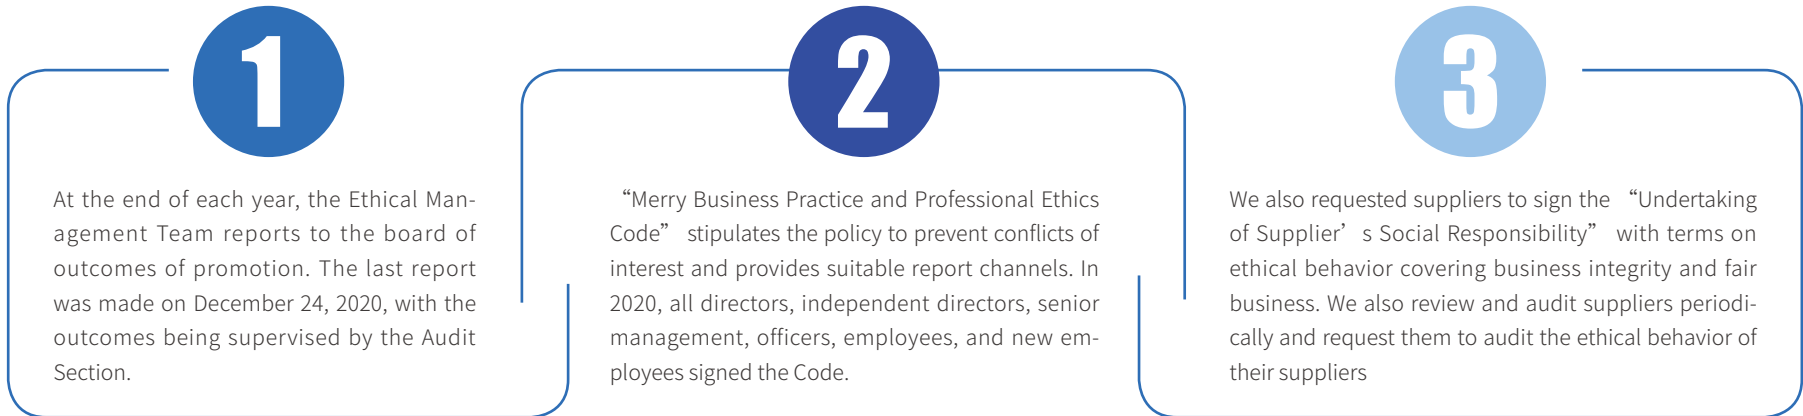 1
At the end of each year, the Ethical Man-
agement Team reports to the board of
outcomes of promotion. The last report
was made on December 24, 2020, with the
outcomes being supervised by the Audit
Section.
2
“Merry Business Practice and Professional Ethics
Code” stipulates the policy to prevent conflicts of
interest and provides suitable report channels. In
2020, all directors, independent directors, senior
management, officers, employees, and new em-
ployees signed the Code.
3
We also requested suppliers to sign the “Undertaking
of Supplier’ s Social Responsibility” with terms on
ethical behavior covering business integrity and fair
business. We also review and audit suppliers periodi-
cally and request them to audit the ethical behavior of
their suppliers